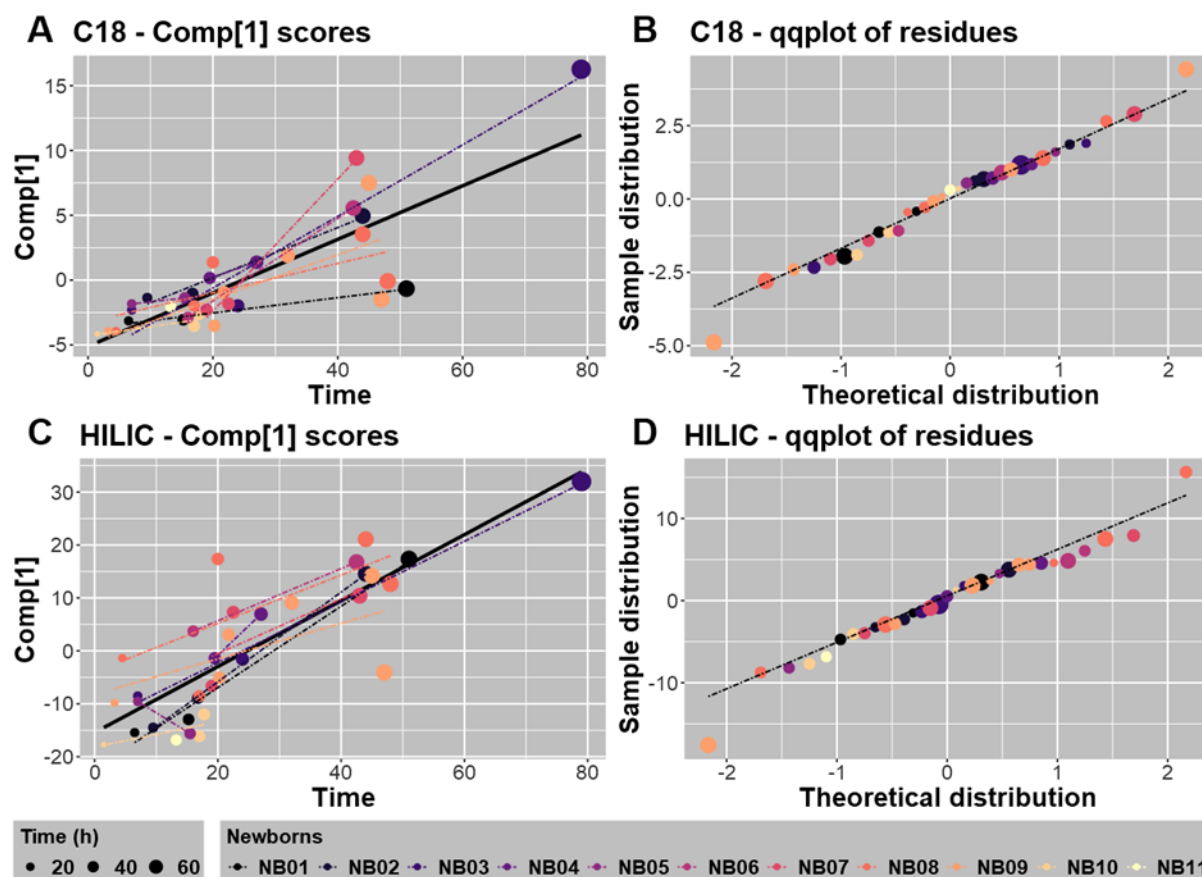 A C18 - Comp[1] scores
Comp[1]
15
10
5
0
-5
0 20 40 60 80
Time
B C18 - qqplot of residues
Sample distribution
2.5
0.0
-2.5
-5.0
-2 -1 0 1 2
Theoretical distribution
C HILIC - Comp[1] scores
Comp[1]
30
20
10
0
-10
-20
0 20 40 60 80
Time
D HILIC - qqplot of residues
Sample distribution
10
0
-10
-2 -1 0 1 2
Theoretical distribution
Time (h)
20 40 60
Newborns
NB01 NB02 NB03 NB04 NB05 NB06 NB07 NB08 NB09 NB10 NB11